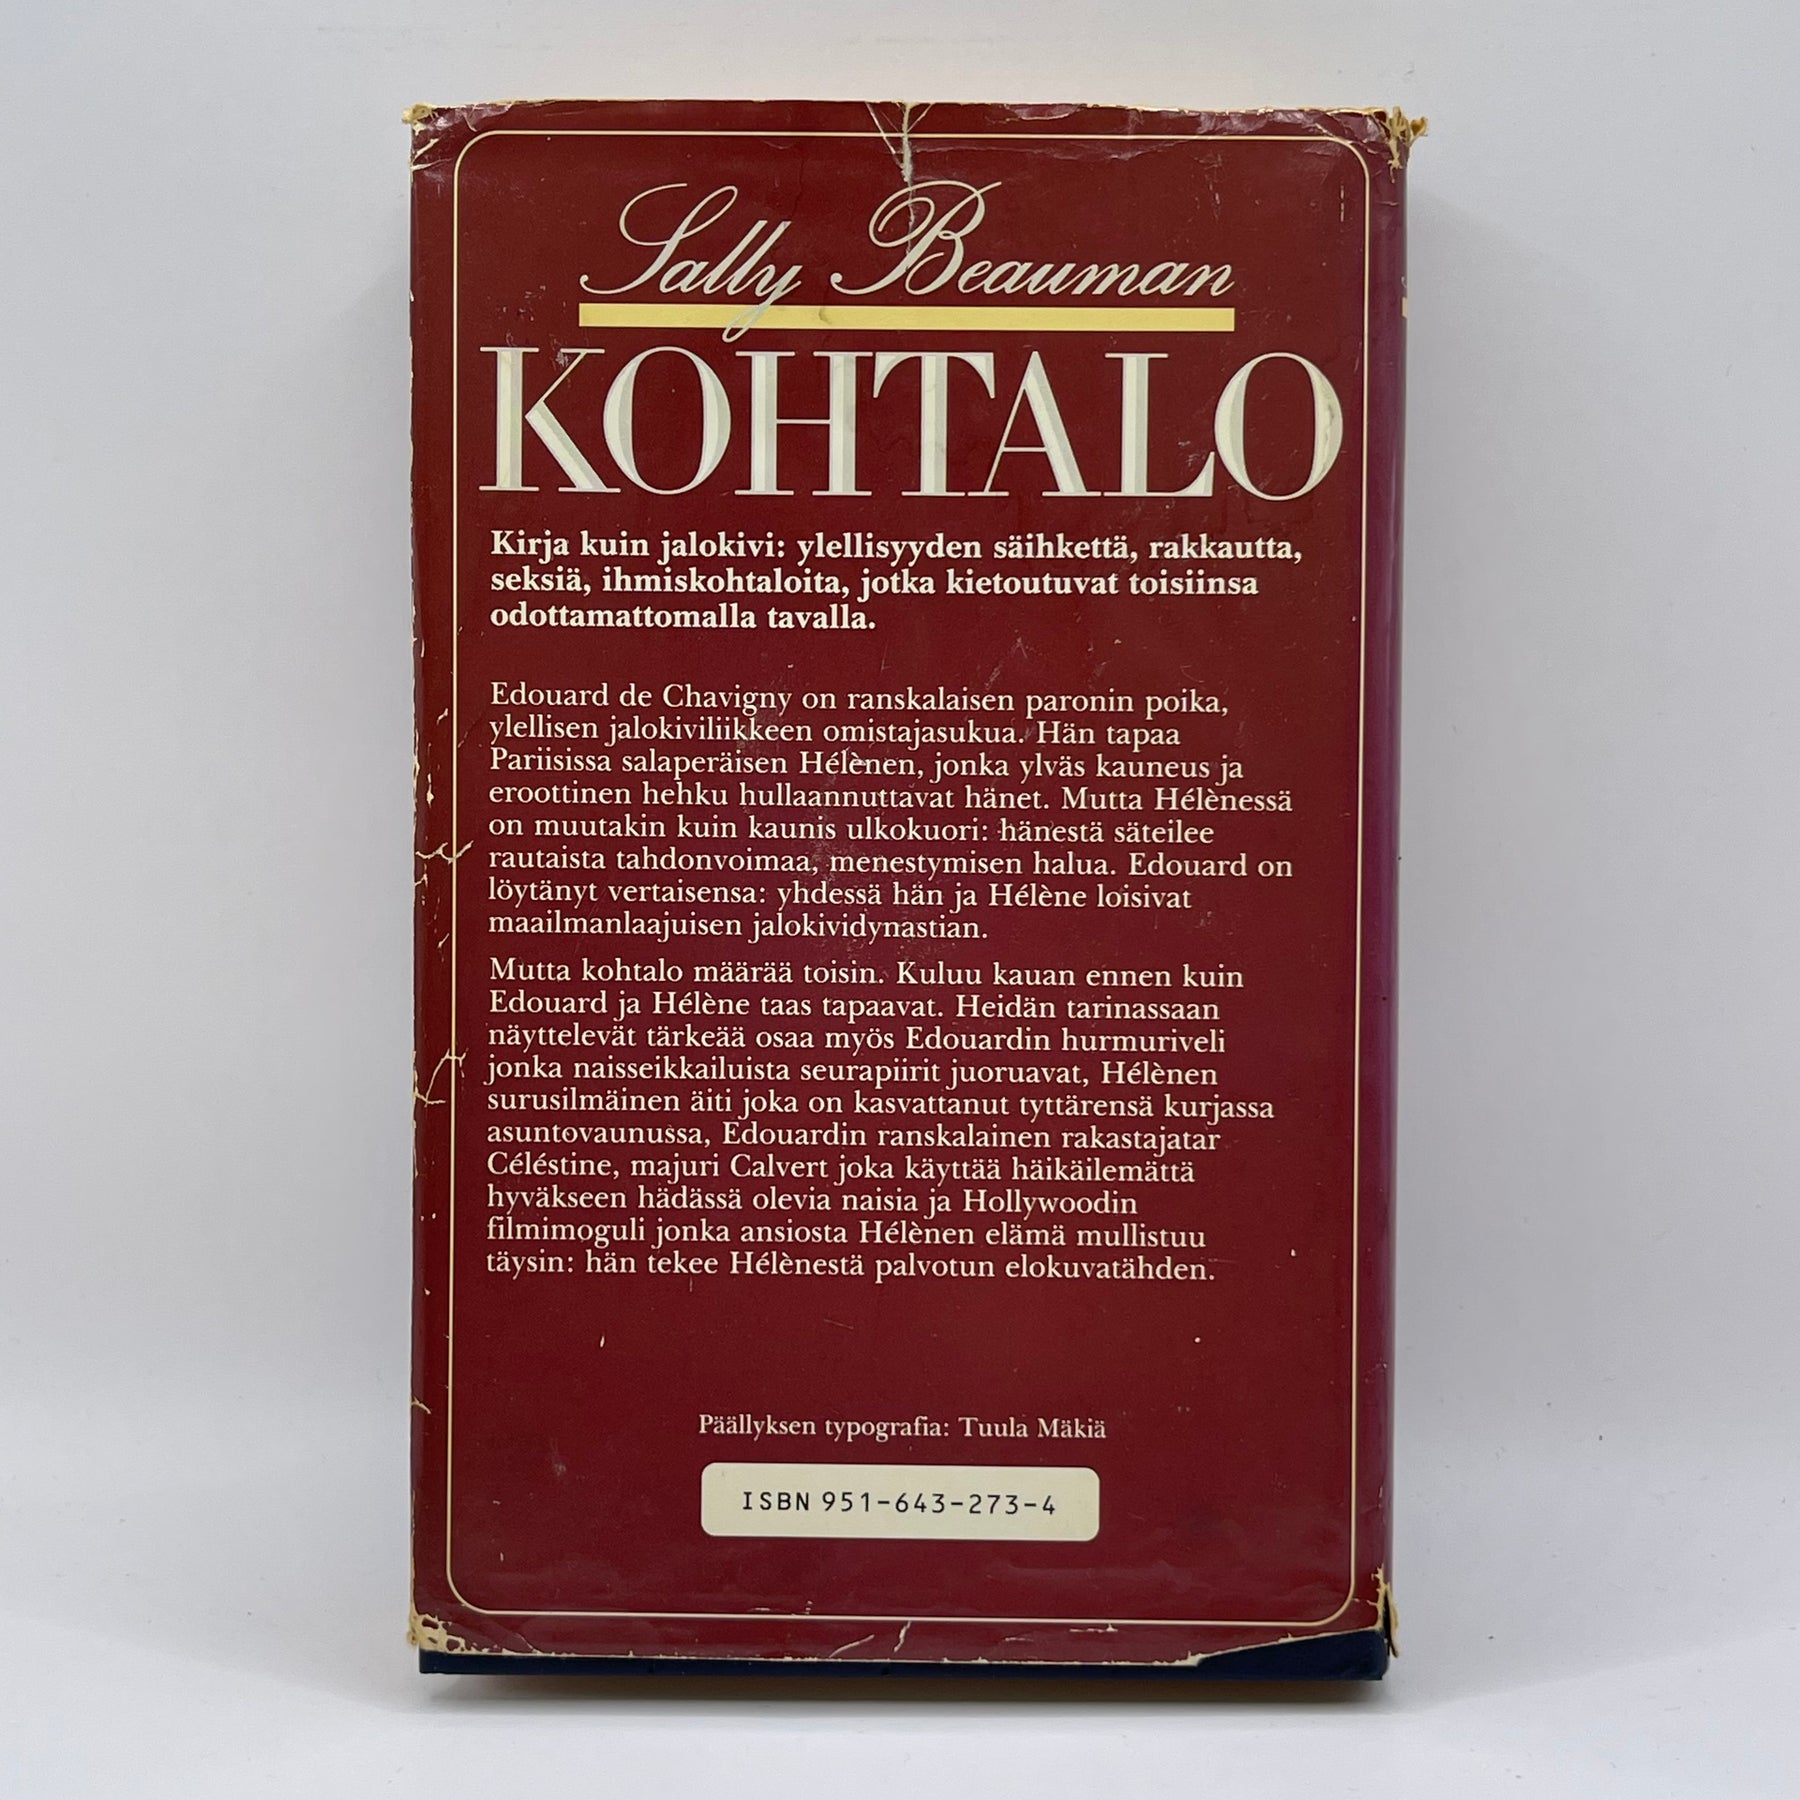 Sally Beauman
KOHTALO
Kirja kuin jalokivi: ylellisyyden säihkettä, rakkautta,
seksiä, ihmiskohtaloita, jotka kietoutuvat toisiinsa
odottamattomalla tavalla.
Edouard de Chavigny on ranskalaisen paronin poika,
ylellisen jalokiviliikkeen omistajasukua. Hän tapaa
Pariisissa salaperäisen Hélènen, jonka ylväs kauneus ja
eroottinen hehku hullaannuttavat hänet. Mutta Hélènessä
on muutakin kuin kaunis ulkokuori: hänestä säteilee
rautaista tahdonvoimaa, menestymisen halua. Edouard on
löytänyt vertaisensa: yhdessä hän ja Hélène loisivat
maailmanlaajuisen jalokividynastian.
Mutta kohtalo määrää toisin. Kuluu kauan ennen kuin
Edouard ja Hélène taas tapaavat. Heidän tarinassaan
näyttelevät tärkeää osaa myös Edouardin hurmuriveli
jonka naisseikkailuista seurapiirit juoruavat, Hélènen
surusilmäinen äiti joka on kasvattanut tyttärensä kurjassa
asuntovaunussa, Edouardin ranskalainen rakastajatar
Céléstine, majuri Calvert joka käyttää häikäilemättä
hyväkseen hädässä olevia naisia ja Hollywoodin
filmimoguli jonka ansiosta Hélènen elämä mullistuu
täysin: hän tekee Hélènestä palvotun elokuvatähden.
Päällyksen typografia: Tuula Mäkiä
ISBN 951-643-273-4